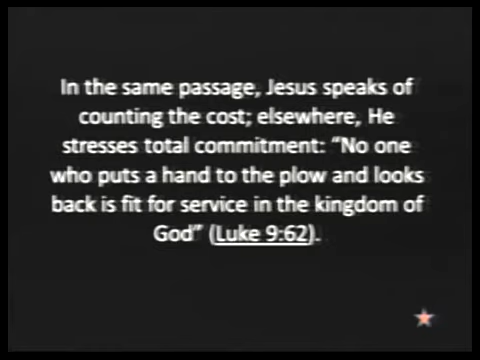 In the same passage, Jesus speaks of
counting the cost; elsewhere, He
stresses total commitment: “No one
who puts a hand to the plow and looks
back is fit for service in the kingdom of
God” (Luke 9:62).